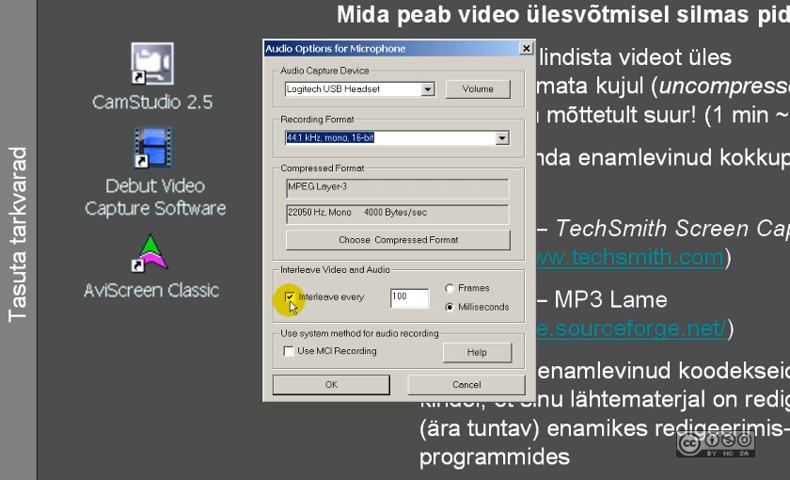 Mida peab video ülesvõtmisel silmas pid
Tasuta tarkvarad
CamStudio 2.5
Debut Video
Capture Software
AviScreen Classic
Audio Options for Microphone
Audio Capture Device
Logitech USB Headset
Volume
Recording Format
44.1 kHz, mono, 16-bit
Compressed Format
MPEG Layer-3
22050 Hz, Mono 4000 Bytes/sec
Choose Compressed Format
Interleave Video and Audio
Interleave every 100
Frames
Milliseconds
Use system method for audio recording
Use MCI Recording
Help
OK Cancel
lindista videot üles
mata kujul (uncompresse
mõttetult suur! (1 min ~
nda enamlevinud kokkup
– TechSmith Screen Cap
ww.techsmith.com)
– MP3 Lame
e.sourceforge.net/)
enamlevinud koodekseid
kindel, et sinu lähtematerjal on redig
(ära tuntav) enamikes redigeerimis-
programmides
BY NC SA